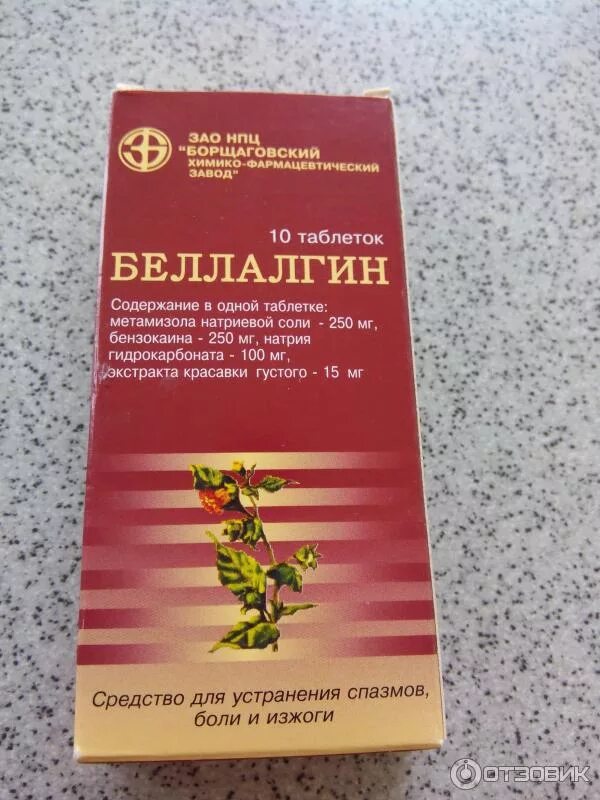 ЗАО НПЦ
"БОРЩАГОВСКИЙ
ХИМИКО-ФАРМАЦЕВТИЧЕСКИЙ
ЗАВОД"
10 таблеток
БЕЛЛАЛГИН
Содержание в одной таблетке:
метамизола натриевой соли - 250 мг,
бензокаина - 250 мг, натрия
гидрокарбоната - 100 мг,
экстракта красавки густого - 15 мг
Средство для устранения спазмов,
боли и изжоги
ОТЗОВИК